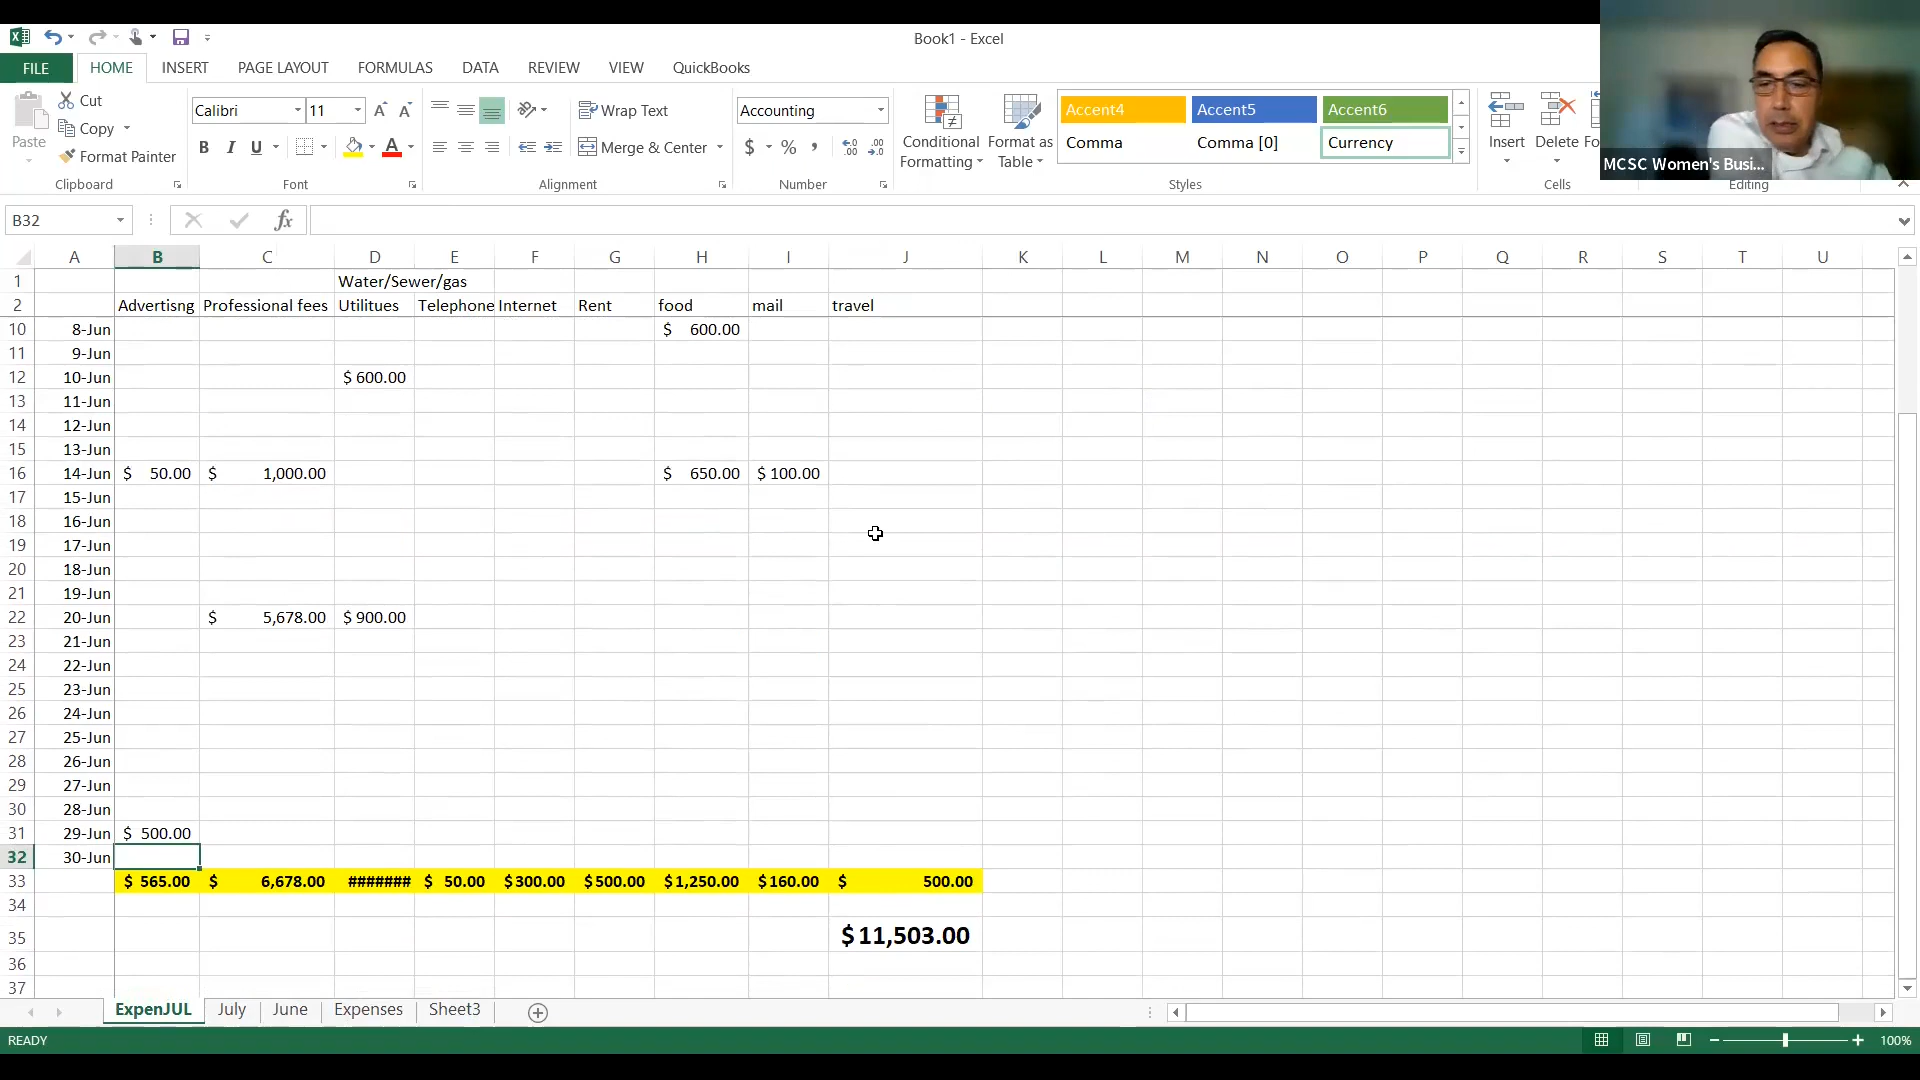 Book1 - Excel
FILE HOME INSERT PAGE LAYOUT FORMULAS DATA REVIEW VIEW QuickBooks
Paste
Cut
Copy
Format Painter
Clipboard
Calibri 11
B I U
Font
Wrap Text
Merge & Center
Alignment
Accounting
$ % ,
Number
Conditional Formatting
Format as Table
Accent4 Accent5 Accent6
Comma Comma [0] Currency
Styles
Insert Delete Fo
Cells
Editing
MCSC Women's Busi...
B32 fx
A B C D E F G H I J K L M N O P Q R S T U
1 Water/Sewer/gas
2 Advertisng Professional fees Utilitues Telephone Internet Rent food mail travel
10 8-Jun $ 600.00
11 9-Jun
12 10-Jun $ 600.00
13 11-Jun
14 12-Jun
15 13-Jun
16 14-Jun $ 50.00 $ 1,000.00 $ 650.00 $ 100.00
17 15-Jun
18 16-Jun
19 17-Jun
20 18-Jun
21 19-Jun
22 20-Jun $ 5,678.00 $ 900.00
23 21-Jun
24 22-Jun
25 23-Jun
26 24-Jun
27 25-Jun
28 26-Jun
29 27-Jun
30 28-Jun
31 29-Jun $ 500.00
32 30-Jun
33 $ 565.00 $ 6,678.00 ####### $ 50.00 $300.00 $500.00 $1,250.00 $160.00 $ 500.00
34
35 $11,503.00
36
37
ExpenJUL July June Expenses Sheet3
READY
100%